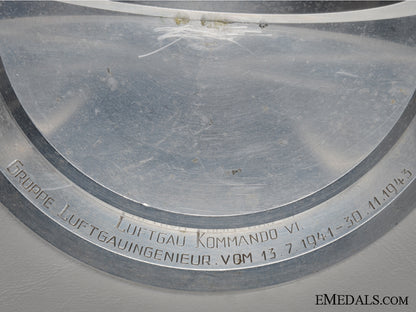 LUFTGAU KOMMANDO VI.
GRUPPE LUFTGAUINGENIEUR. VOM 13.7.1941-30.11.1943
EMEDALS.COM